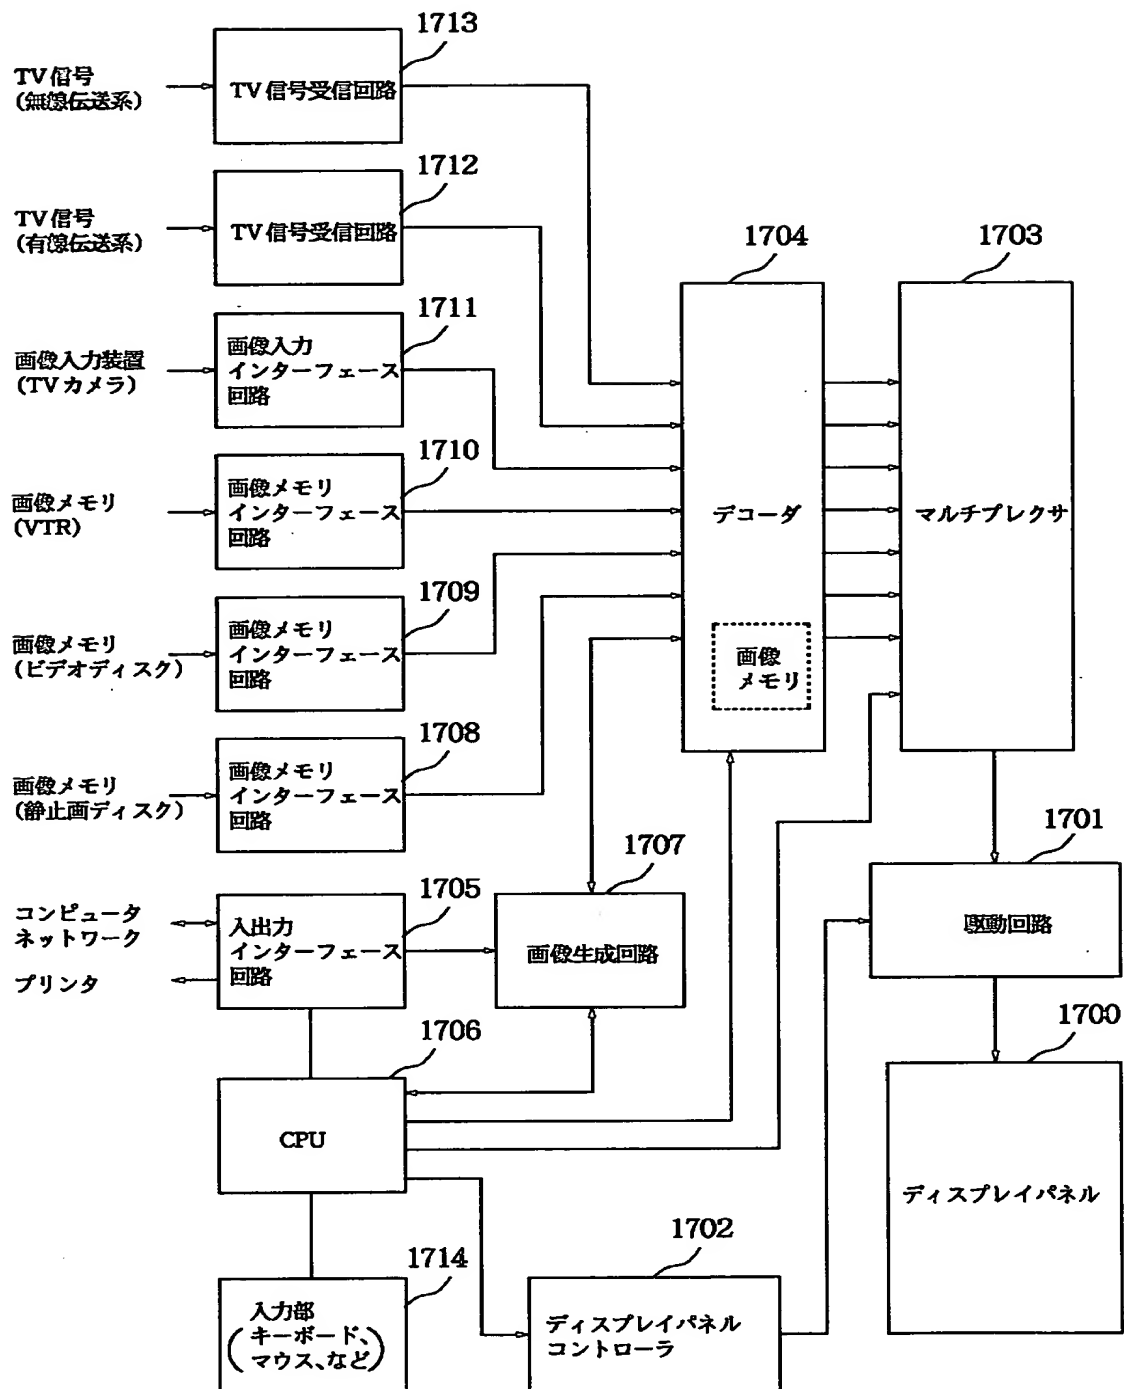 1713
TV信号
(無線伝送系)
TV信号受信回路
1712
TV信号
(有線伝送系)
TV信号受信回路
1704
1703
1711
画像入力装置
(TVカメラ)
画像入力
インターフェース
回路
1710
画像メモリ
(VTR)
画像メモリ
インターフェース
回路
デコーダ
マルチプレクサ
1709
画像メモリ
(ビデオディスク)
画像メモリ
インターフェース
回路
画像
メモリ
1708
画像メモリ
(静止画ディスク)
画像メモリ
インターフェース
回路
1707
1701
1705
コンピュータ
ネットワーク
プリンタ
入出力
インターフェース
回路
画像生成回路
駆動回路
1706
1700
CPU
ディスプレイパネル
1702
1714
入力部
(キーボード、
マウス、など)
ディスプレイパネル
コントローラ